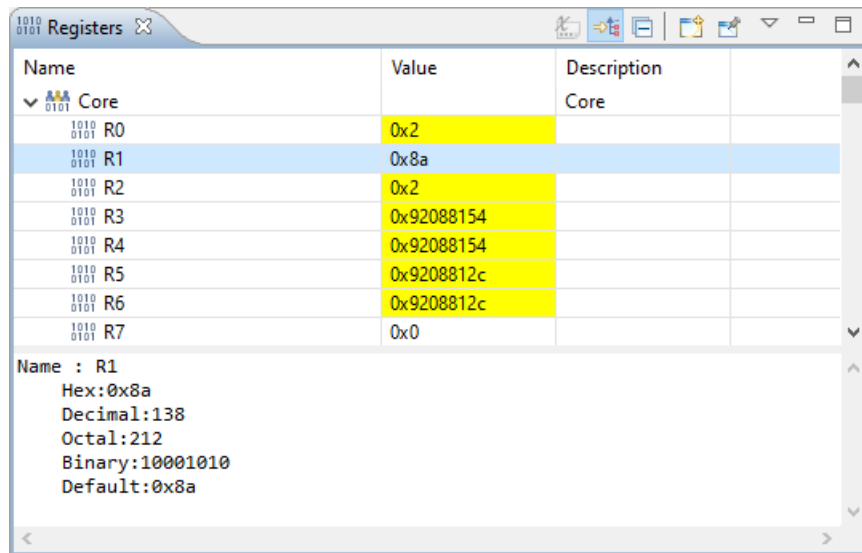 Registers
Name Value Description
Core Core
R0 0x2
R1 0x8a
R2 0x2
R3 0x92088154
R4 0x92088154
R5 0x9208812c
R6 0x9208812c
R7 0x0
Name : R1
Hex:0x8a
Decimal:138
Octal:212
Binary:10001010
Default:0x8a